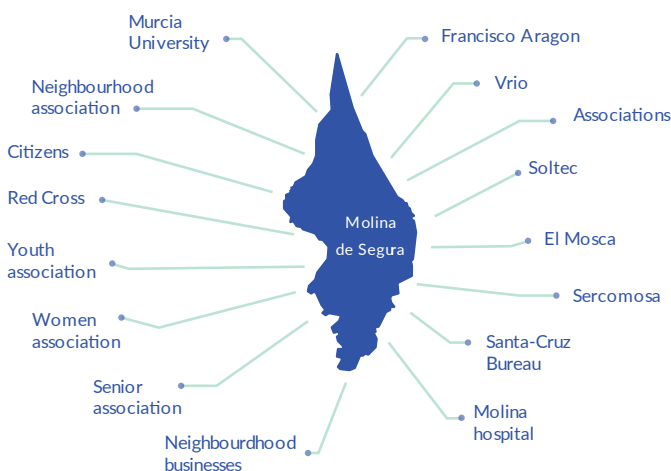 Murcia
University
Neighbourhood
association
Citizens
Red Cross
Youth
association
Women
association
Senior
association
Neighbourdhood
businesses
Molina
de Segura
Francisco Aragon
Vrio
Associations
Soltec
El Mosca
Sercomosa
Santa-Cruz
Bureau
Molina
hospital